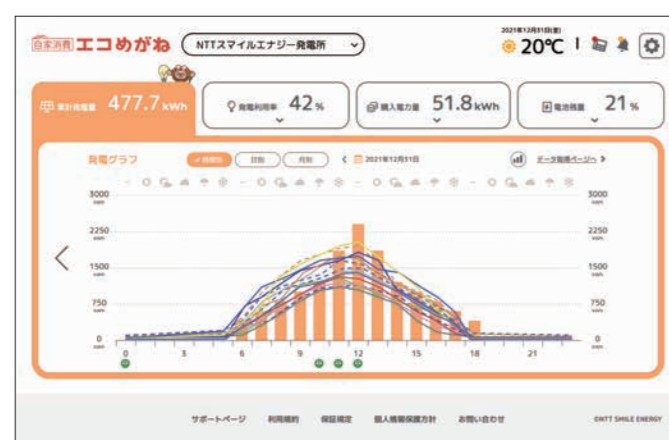 2021年12月31日(金)
自家消費 エコめがね NTTスマイルエナジー発電所 20℃
累計発電量 477.7 kWh
発電利用率 42 %
購入電力量 51.8 kWh
電池残量 21 %
発電グラフ 時間別 日別 月別 2021年12月31日 データ取得ページへ
3000 3000
2250 2250
1500 1500
750 750
0 0
0 3 6 9 12 15 18 21
サポートページ 利用規約 保証規定 個人情報保護方針 お問い合わせ ©NTT SMILE ENERGY